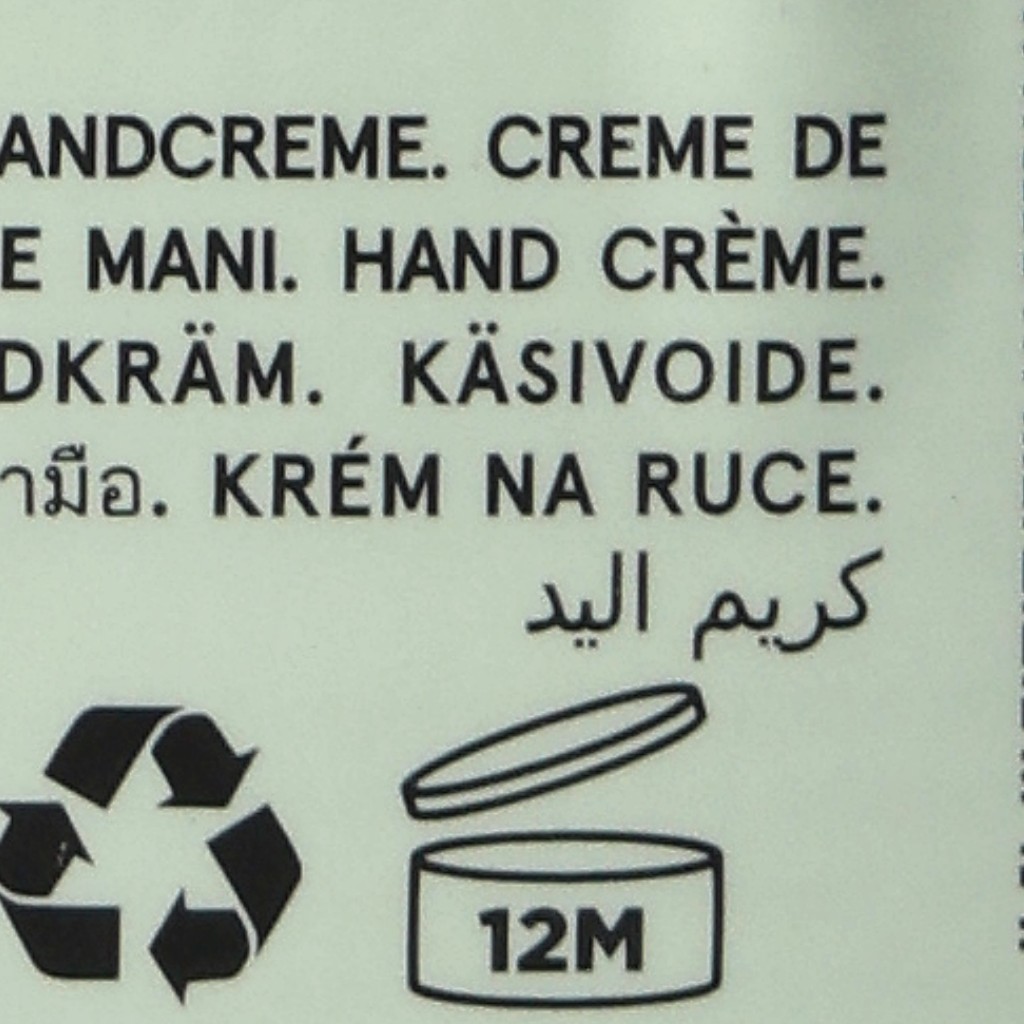 ANDCREME. CREME DE
E MANI. HAND CRÈME.
DKRÄM. KÄSIVOIDE.
ามือ. KRÉM NA RUCE.
كريم اليد
12M